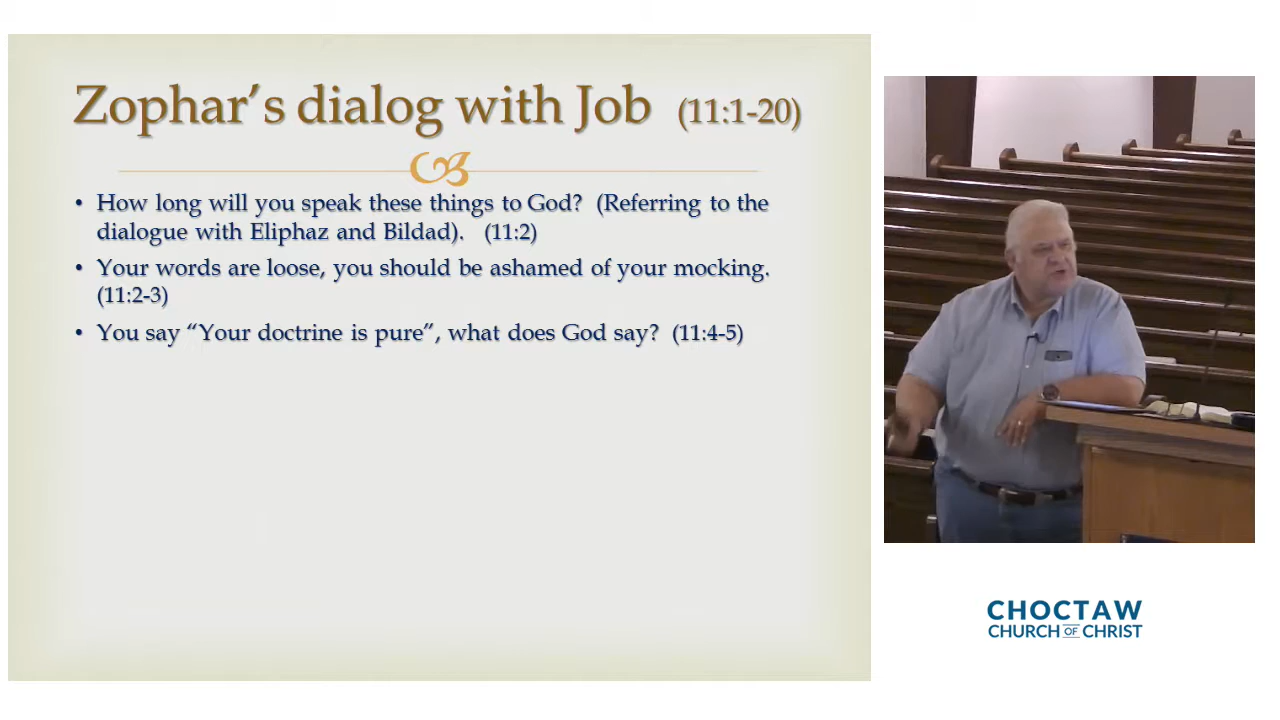 Zophar’s dialog with Job (11:1-20)
• How long will you speak these things to God? (Referring to the
dialogue with Eliphaz and Bildad). (11:2)
• Your words are loose, you should be ashamed of your mocking.
(11:2-3)
• You say “Your doctrine is pure”, what does God say? (11:4-5)
CHOCTAW
CHURCH OF CHRIST